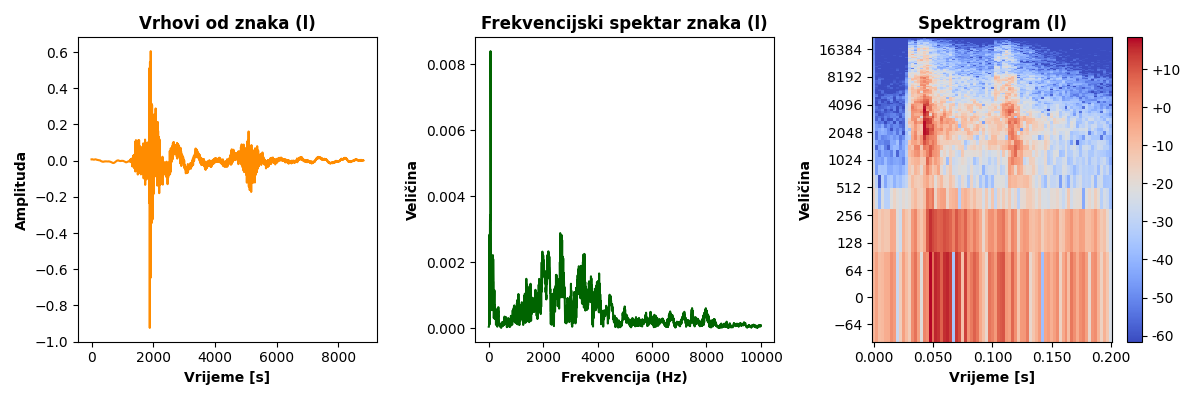 Vrhovi od znaka (l)
Amplituda
0.6
0.4
0.2
0.0
−0.2
−0.4
−0.6
−0.8
−1.0
0 2000 4000 6000 8000
Vrijeme [s]
Frekvencijski spektar znaka (l)
Veličina
0.008
0.006
0.004
0.002
0.000
0 2000 4000 6000 8000 10000
Frekvencija (Hz)
Spektrogram (l)
Veličina
16384
8192
4096
2048
1024
512
256
128
64
0
−64
0.000 0.050 0.100 0.150 0.200
Vrijeme [s]
+10
+0
-10
-20
-30
-40
-50
-60